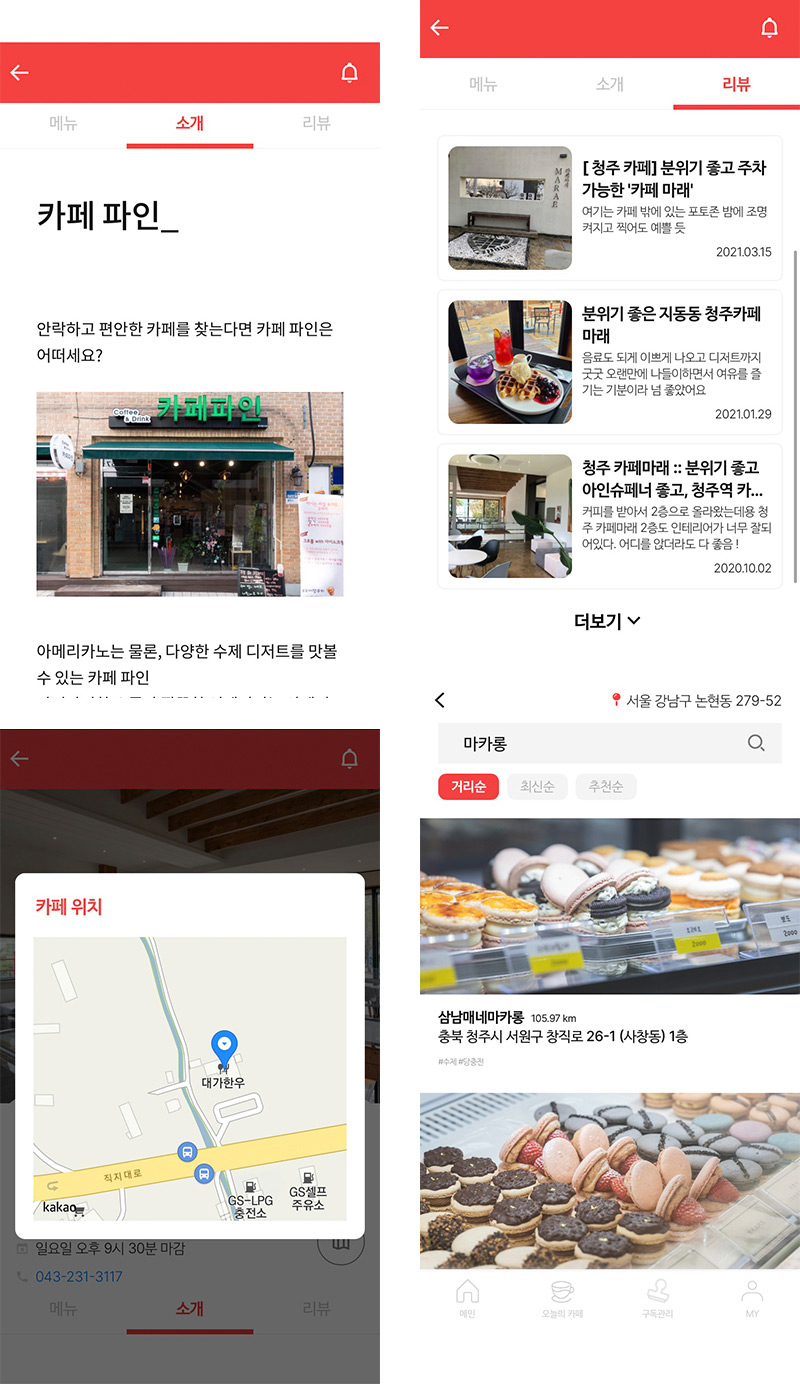 메뉴
소개
리뷰
카페 파인_
안락하고 편안한 카페를 찾는다면 카페 파인은
어떠세요?
Coffee
& Drink
카페파인
아메리카노는 물론, 다양한 수제 디저트를 맛볼
수 있는 카페 파인
카페 위치
대가한우
직지대로
GS-LPG
충전소
GS셀프
주유소
kakao
일요일 오후 9시 30분 마감
043-231-3117
메뉴
소개
리뷰
메뉴
소개
리뷰
MARAE
[ 청주 카페] 분위기 좋고 주차
가능한 '카페 마래'
여기는 카페 밖에 있는 포토존 밤에 조명
켜지고 찍어도 예쁠 듯
2021.03.15
분위기 좋은 지동동 청주카페
마래
음료도 되게 이쁘게 나오고 디저트까지
굿굿 오랜만에 나들이하면서 여유를 즐
기는 기분이라 넘 좋았어요
2021.01.29
청주 카페마래 :: 분위기 좋고
아인슈페너 좋고, 청주역 카...
커피를 받아서 2층으로 올라왔는데용 청
주 카페마래 2층도 인테리어가 너무 잘되
어있다. 어디를 앉더라도 다 좋음 !
2020.10.02
더보기
서울 강남구 논현동 279-52
마카롱
거리순
최신순
추천순
2000
2000
삼남매네마카롱 105.97 km
충북 청주시 서원구 창직로 26-1 (사창동) 1층
#수제 #당충전
메인
오늘의 카페
구독관리
MY